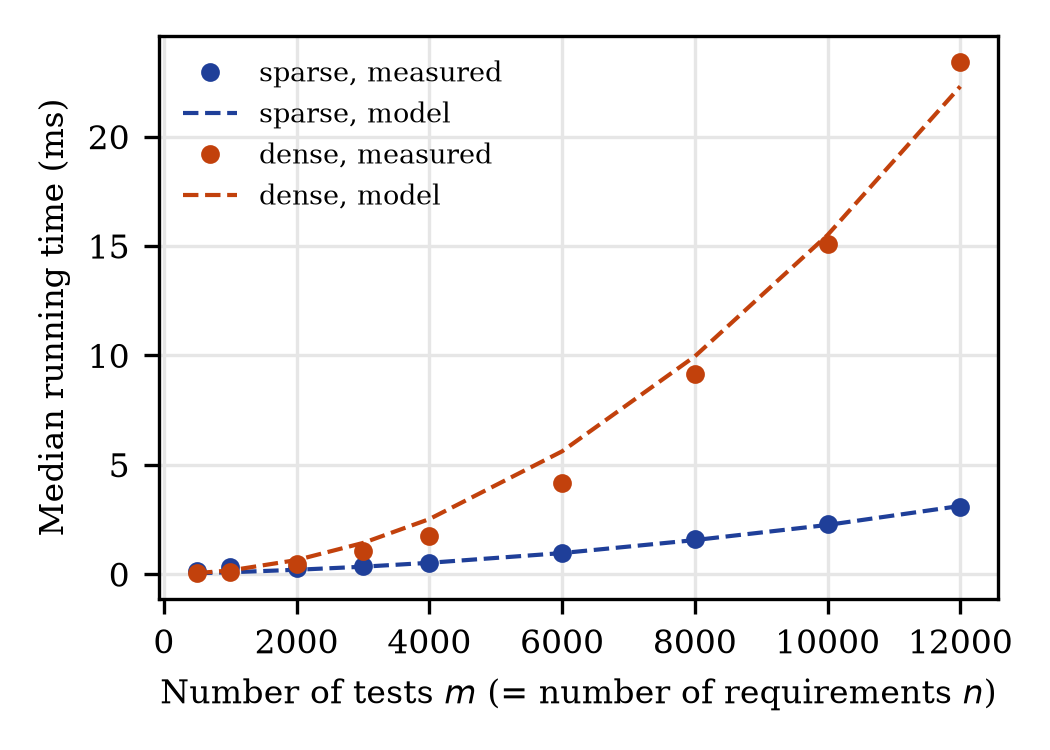 sparse, measured
sparse, model
dense, measured
dense, model
Median running time (ms)
20
15
10
5
0
0 2000 4000 6000 8000 10000 12000
Number of tests m (= number of requirements n)